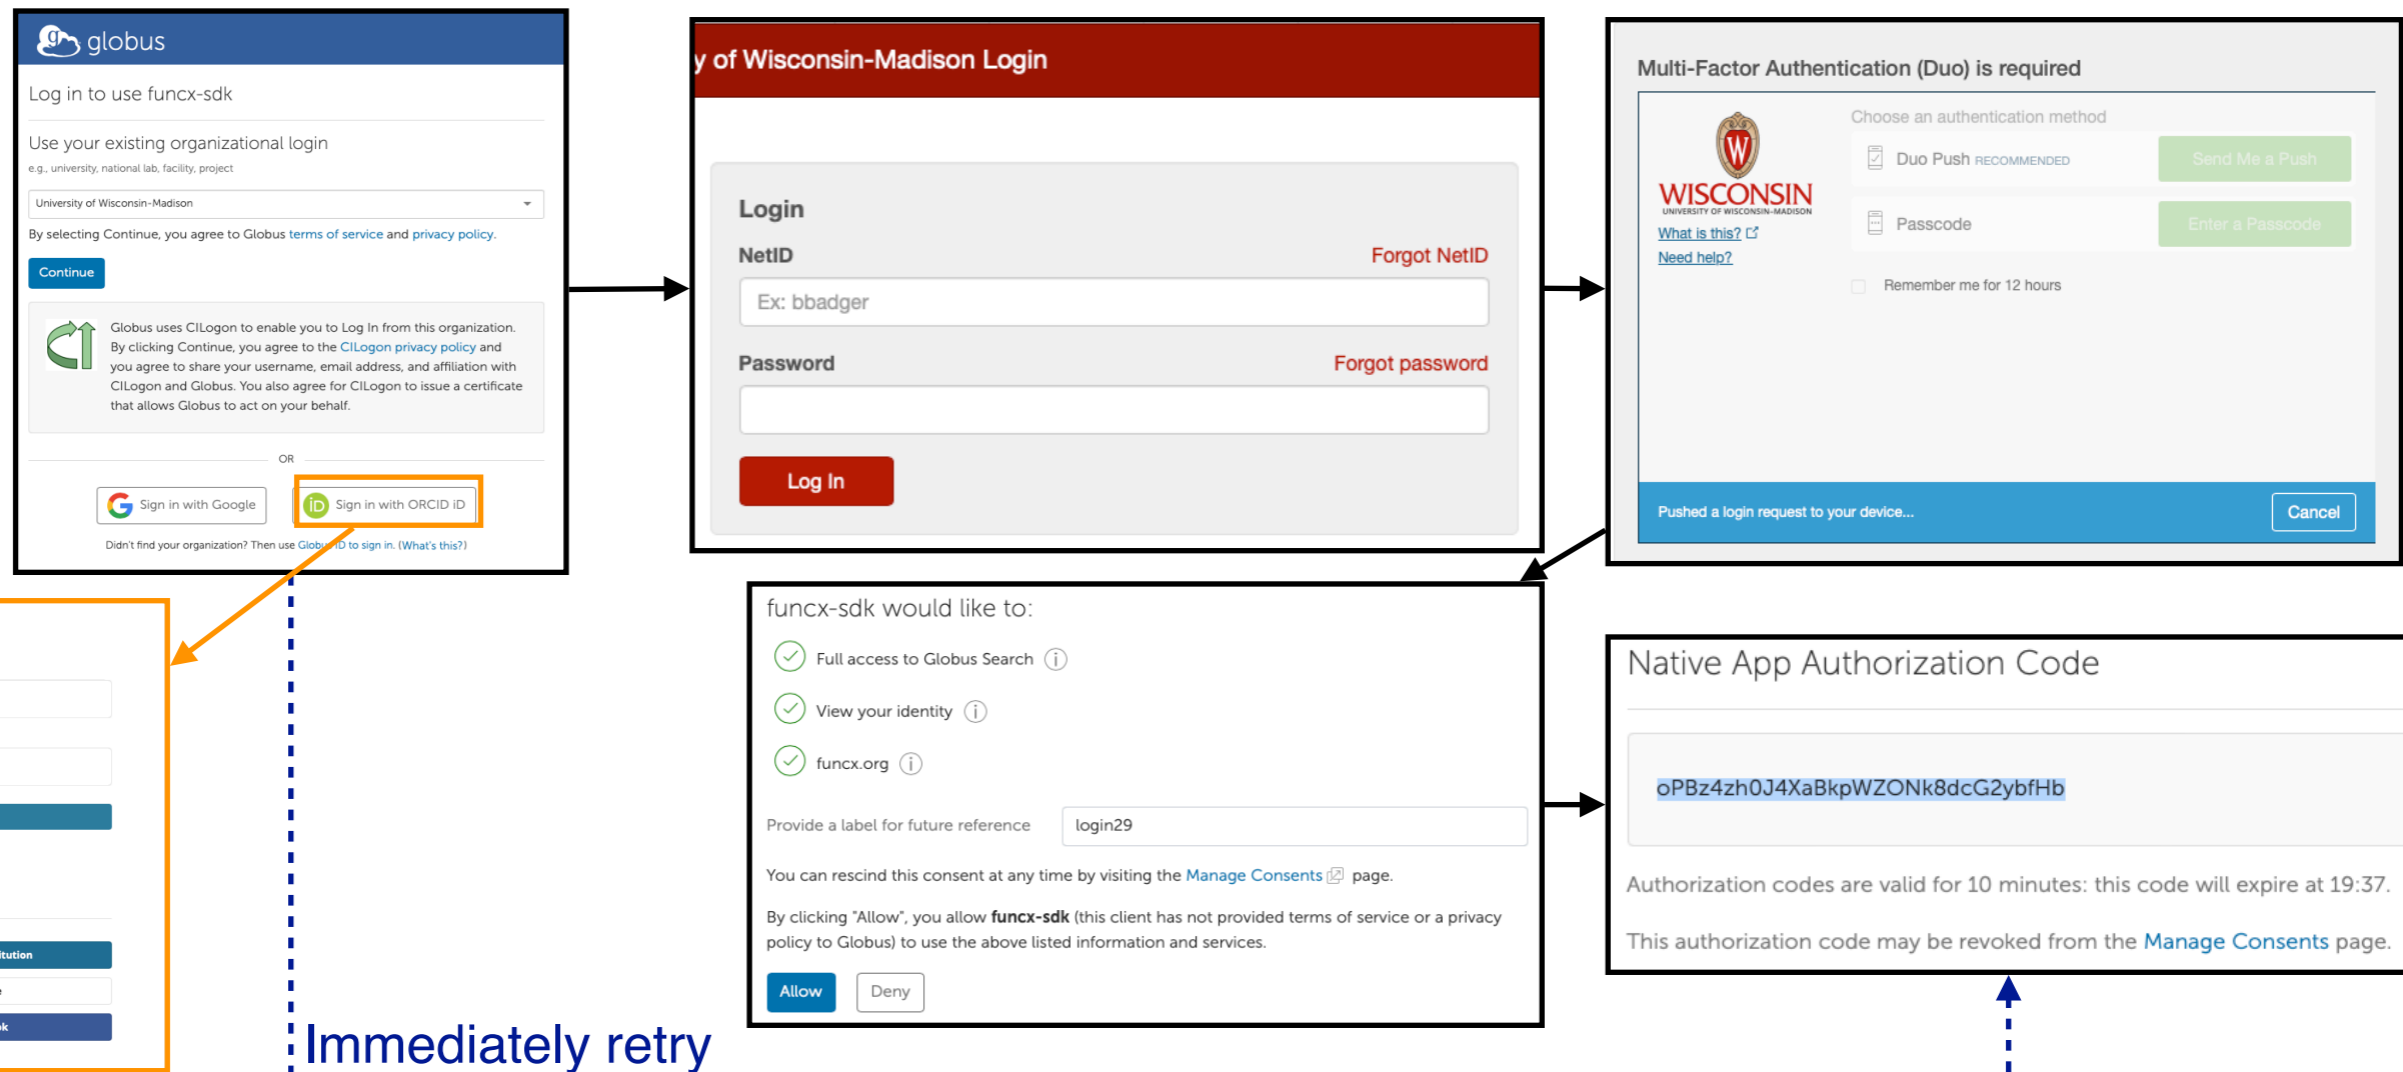 globus
Log in to use funcx-sdk
Use your existing organizational login
e.g., university, national lab, facility, project
University of Wisconsin-Madison
By selecting Continue, you agree to Globus terms of service and privacy policy.
Continue
Globus uses CILogon to enable you to Log In from this organization.
By clicking Continue, you agree to the CILogon privacy policy and
you agree to share your username, email address, and affiliation with
CILogon and Globus. You also agree for CILogon to issue a certificate
that allows Globus to act on your behalf.
OR
Sign in with Google
iD Sign in with ORCID iD
Didn't find your organization? Then use Globus ID to sign in. (What's this?)
y of Wisconsin-Madison Login
Login
NetID Forgot NetID
Ex: bbadger
Password Forgot password
Log In
Multi-Factor Authentication (Duo) is required
W
WISCONSIN
UNIVERSITY OF WISCONSIN-MADISON
What is this?
Need help?
Choose an authentication method
Duo Push RECOMMENDED Send Me a Push
Passcode Enter a Passcode
Remember me for 12 hours
Pushed a login request to your device... Cancel
funcx-sdk would like to:
Full access to Globus Search
View your identity
funcx.org
Provide a label for future reference login29
You can rescind this consent at any time by visiting the Manage Consents page.
By clicking "Allow", you allow funcx-sdk (this client has not provided terms of service or a privacy
policy to Globus) to use the above listed information and services.
Allow Deny
Native App Authorization Code
oPBz4zh0J4XaBkpWZONk8dcG2ybfHb
Authorization codes are valid for 10 minutes: this code will expire at 19:37.
This authorization code may be revoked from the Manage Consents page.
titution
e
ok
Immediately retry